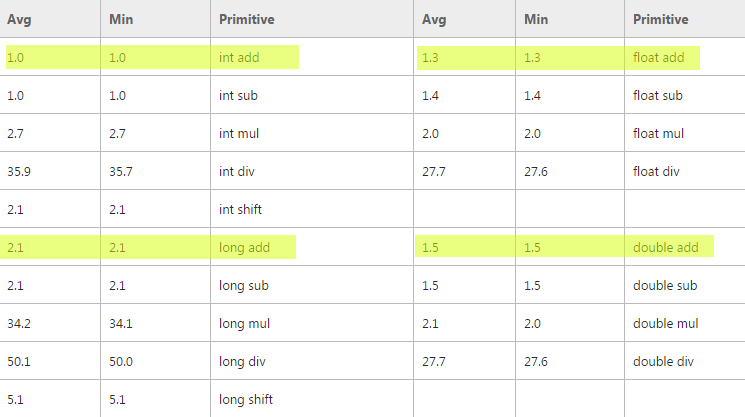 Avg Min Primitive Avg Min Primitive
1.0 1.0 int add 1.3 1.3 float add
1.0 1.0 int sub 1.4 1.4 float sub
2.7 2.7 int mul 2.0 2.0 float mul
35.9 35.7 int div 27.7 27.6 float div
2.1 2.1 int shift
2.1 2.1 long add 1.5 1.5 double add
2.1 2.1 long sub 1.5 1.5 double sub
34.2 34.1 long mul 2.1 2.0 double mul
50.1 50.0 long div 27.7 27.6 double div
5.1 5.1 long shift